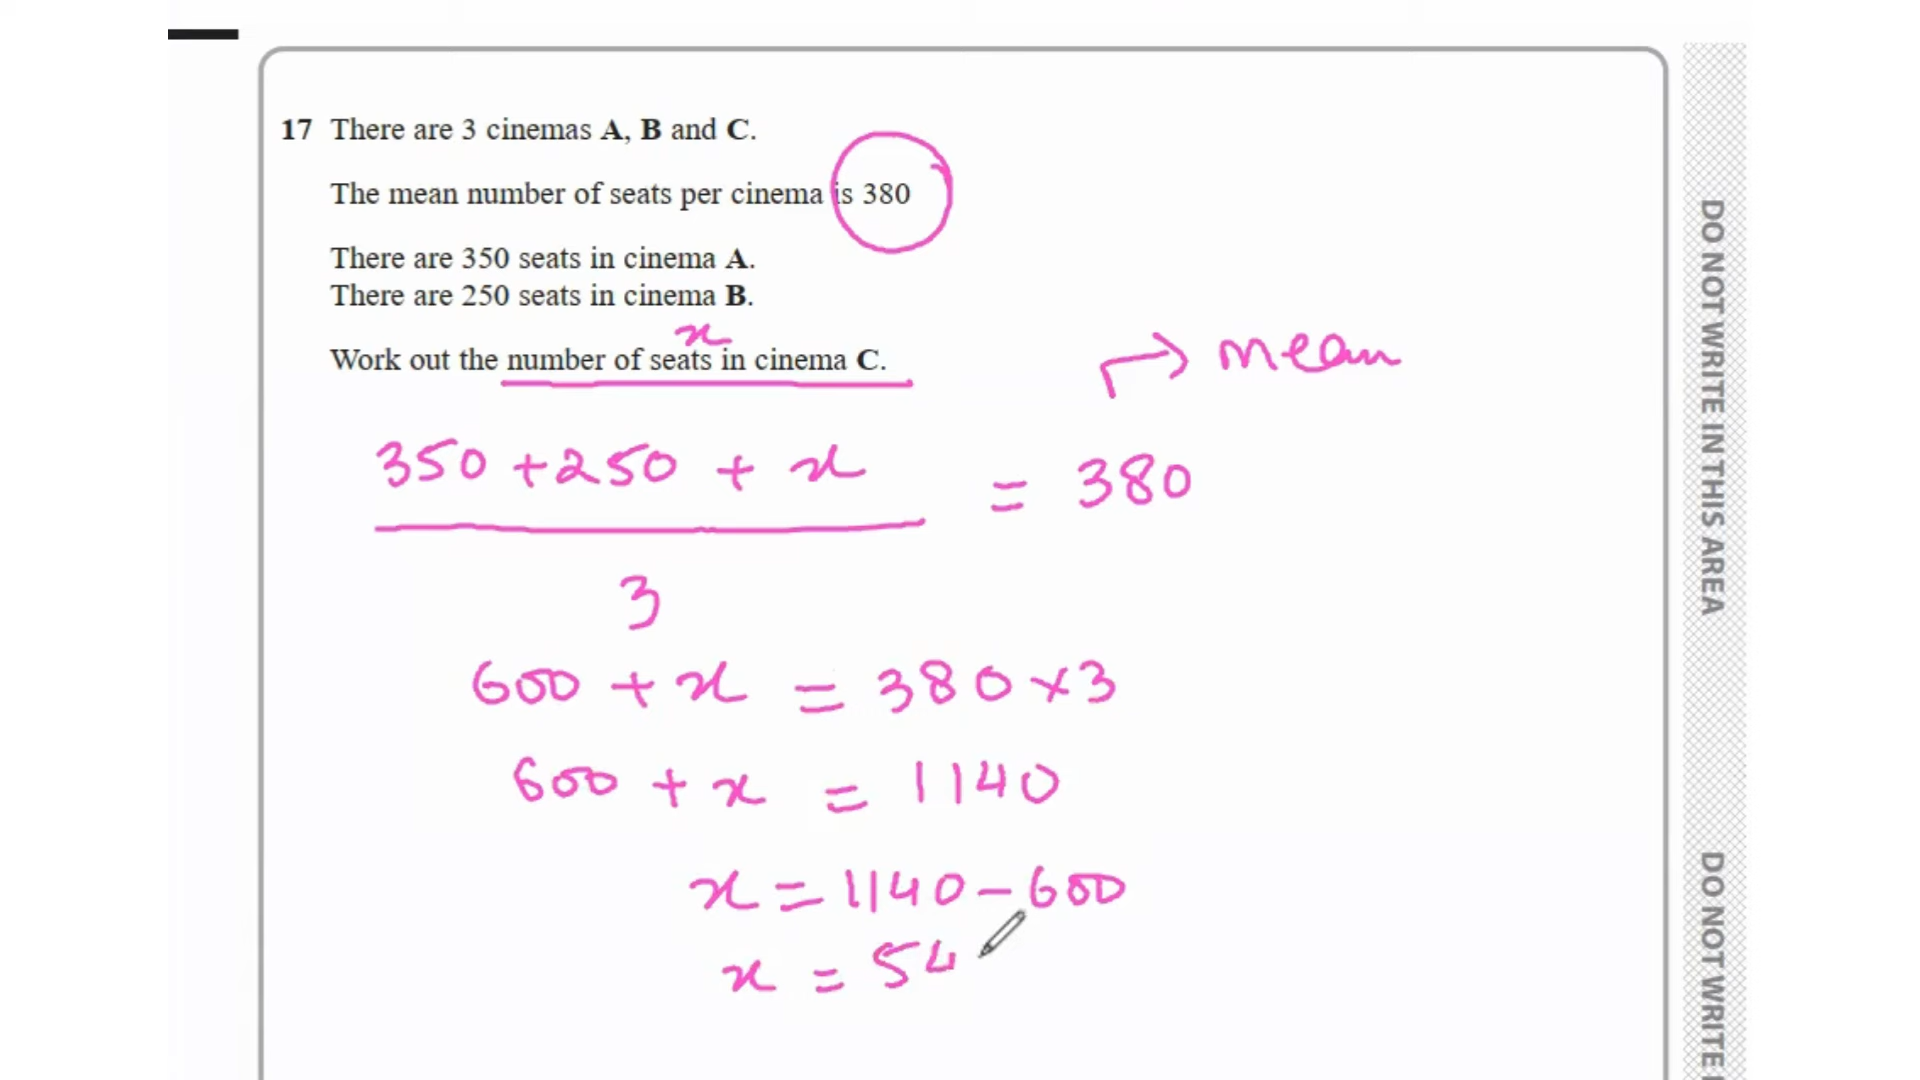 17 There are 3 cinemas A, B and C.
The mean number of seats per cinema is 380
There are 350 seats in cinema A.
There are 250 seats in cinema B.
x
Work out the number of seats in cinema C.
mean
350 + 250 + x
= 380
3
600 + x = 380 × 3
600 + x = 1140
x = 1140 - 600
x = 54
DO NOT WRITE IN THIS AREA
DO NOT WRITE